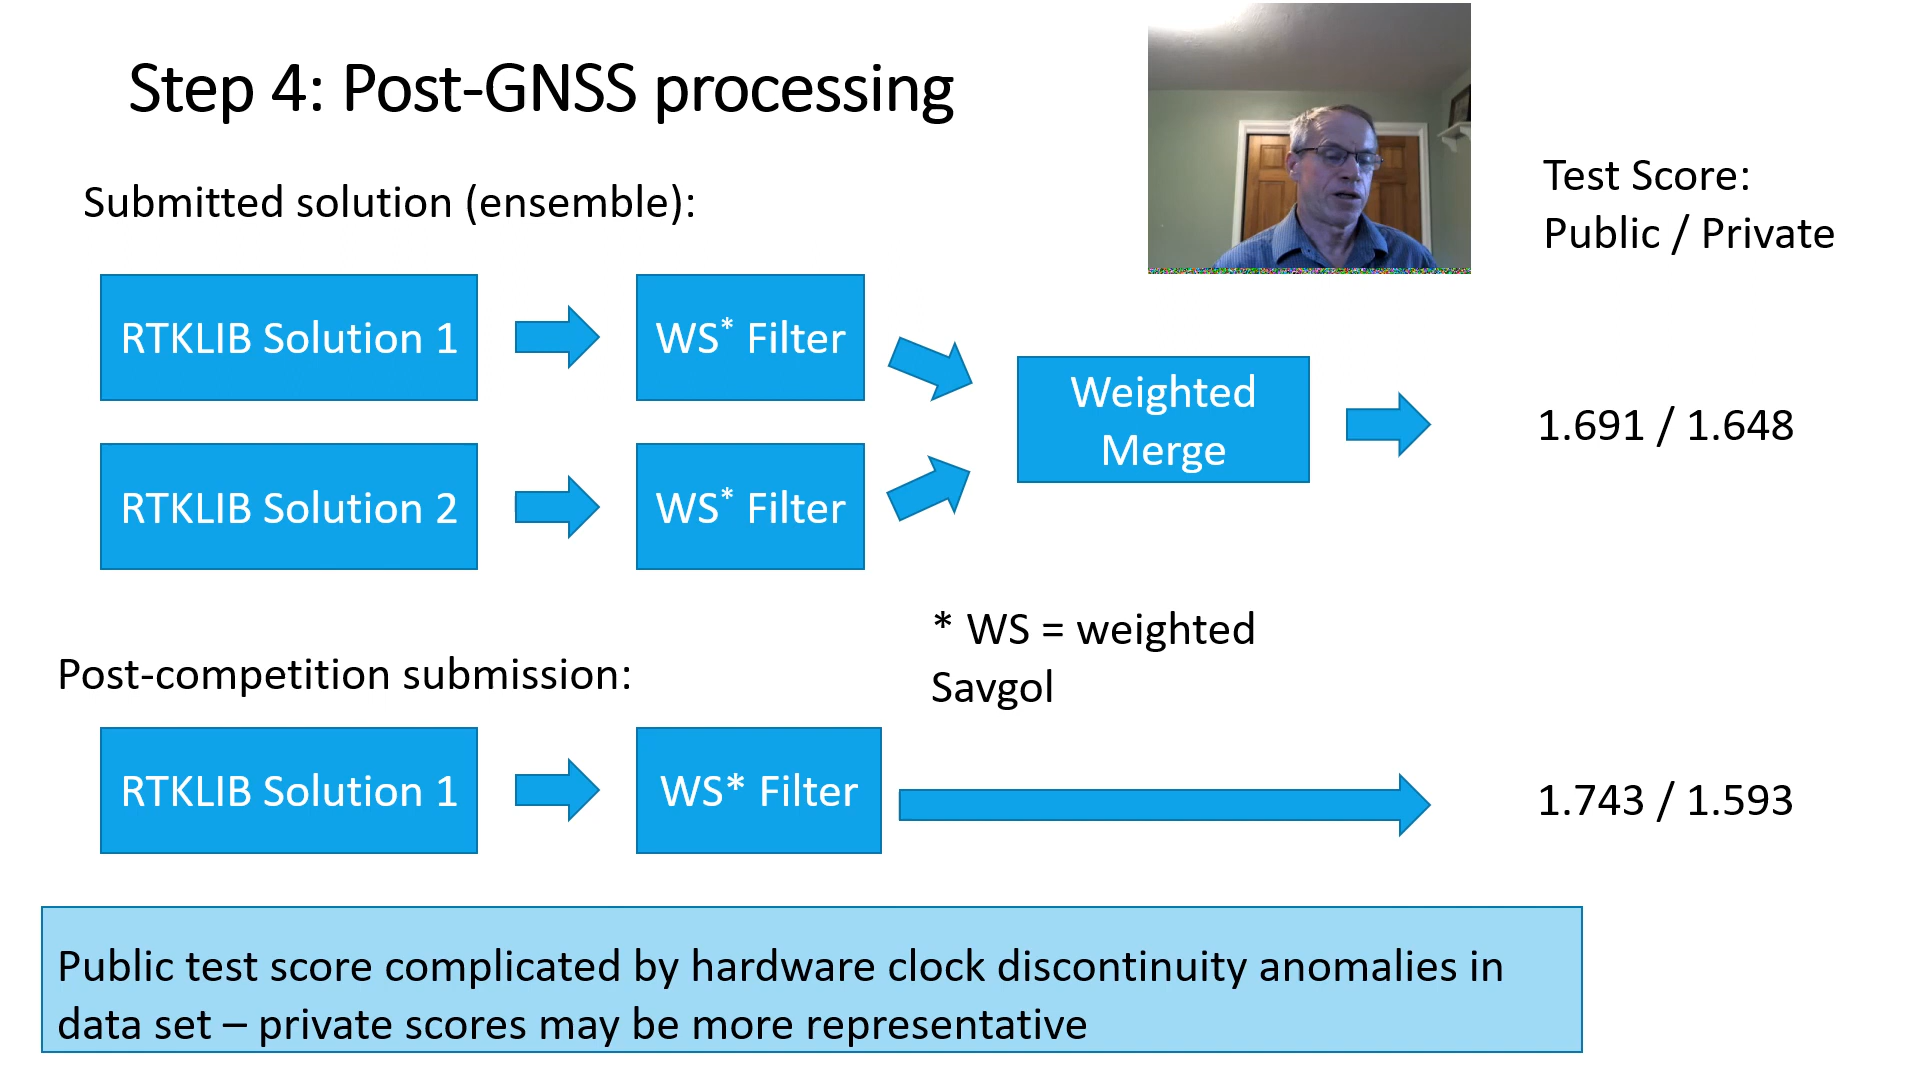 Step 4: Post-GNSS processing
Test Score:
Public / Private
Submitted solution (ensemble):
RTKLIB Solution 1
WS* Filter
Weighted
Merge
1.691 / 1.648
RTKLIB Solution 2
WS* Filter
* WS = weighted
Savgol
Post-competition submission:
RTKLIB Solution 1
WS* Filter
1.743 / 1.593
Public test score complicated by hardware clock discontinuity anomalies in
data set – private scores may be more representative